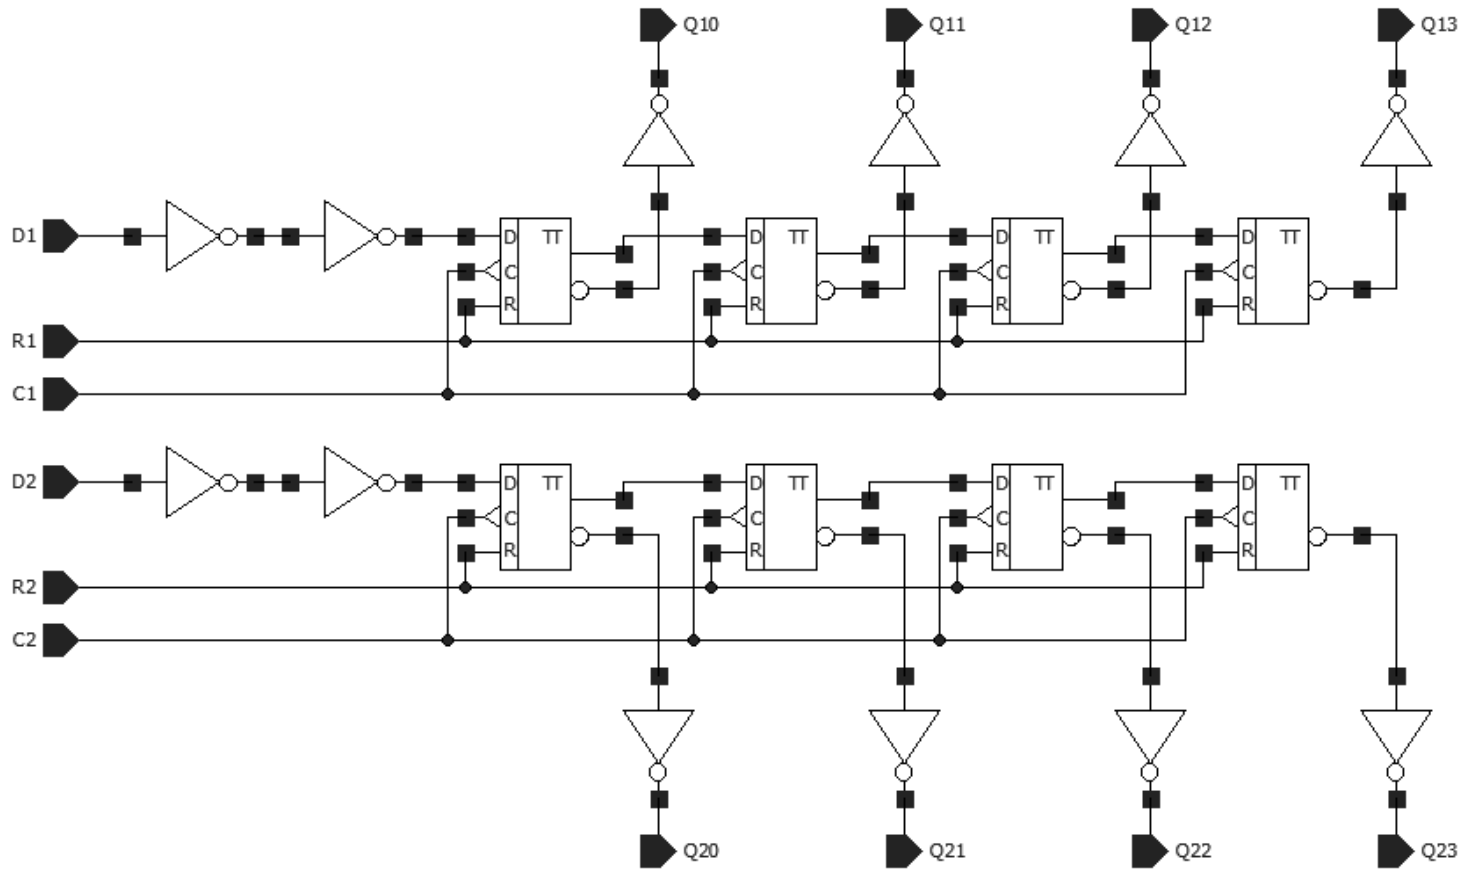 Q10 Q11 Q12 Q13
D1 D TT D TT D TT D TT
C C C C
R R R R
R1
C1
D2 D TT D TT D TT D TT
C C C C
R R R R
R2
C2
Q20 Q21 Q22 Q23